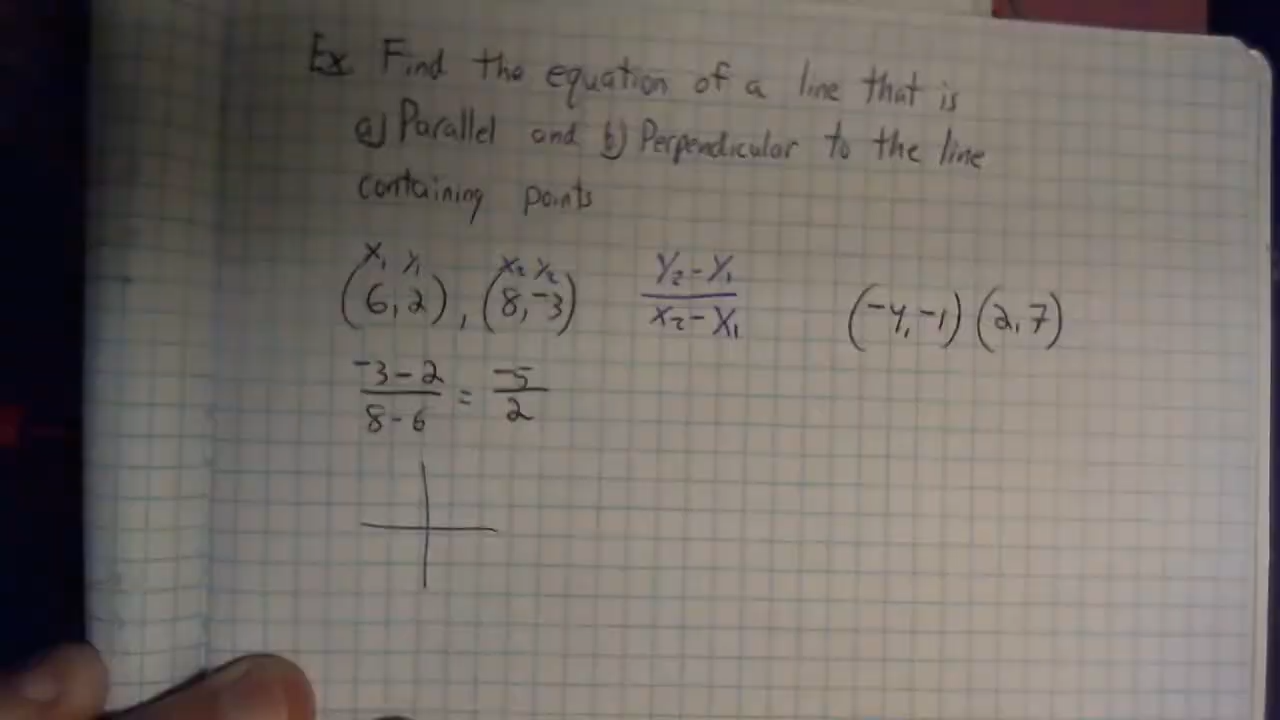 Ex Find the equation of a line that is
a) Parallel and b) Perpendicular to the line
containing points
x₁ y₁ x₂ y₂
(6, 2), (8, -3) y₂ - y₁ / x₂ - x₁ (-4, -1) (2, 7)
-3 - 2 / 8 - 6 = -5 / 2